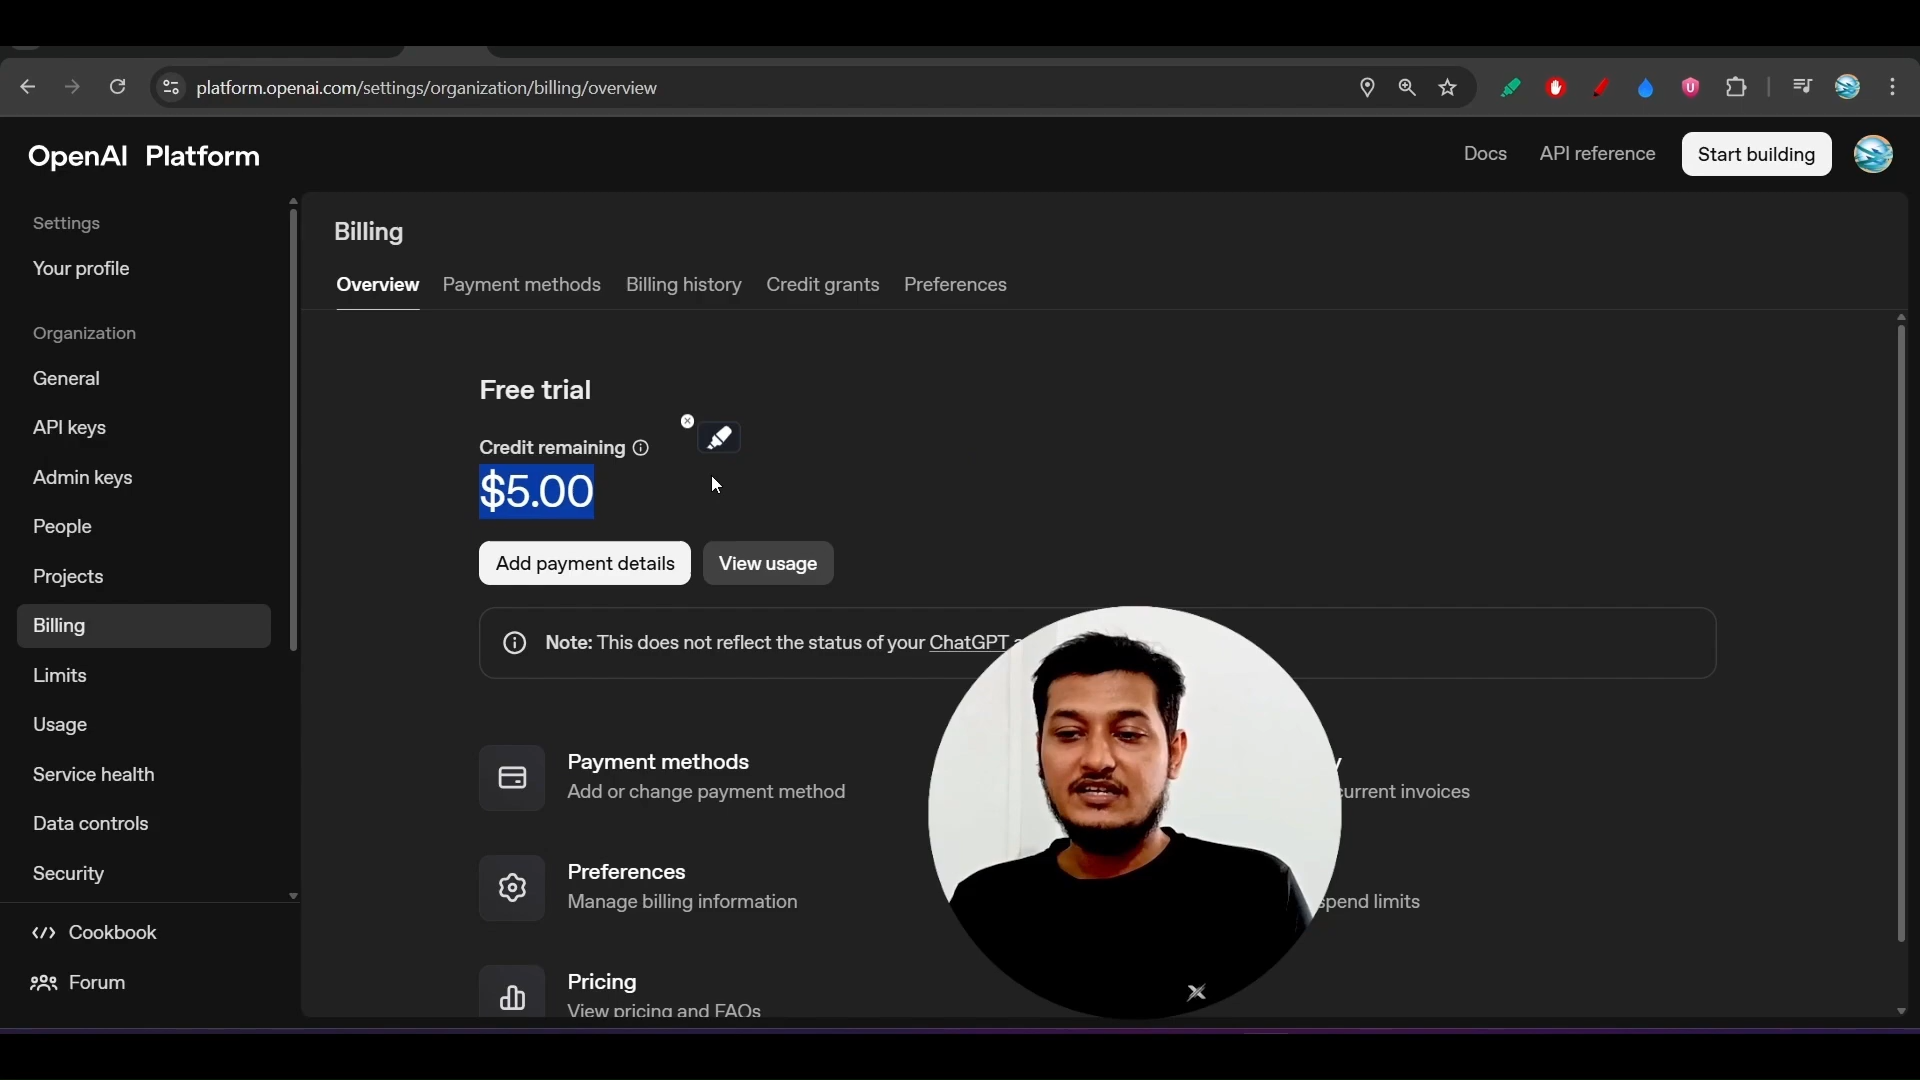 platform.openai.com/settings/organization/billing/overview
OpenAI Platform
Docs
API reference
Start building
Settings
Your profile
Organization
General
API keys
Admin keys
People
Projects
Billing
Limits
Usage
Service health
Data controls
Security
Cookbook
Forum
Billing
Overview
Payment methods
Billing history
Credit grants
Preferences
Free trial
Credit remaining
$5.00
Add payment details
View usage
Note: This does not reflect the status of your ChatGPT
Payment methods
Add or change payment method
current invoices
Preferences
Manage billing information
spend limits
Pricing
View pricing and FAQs